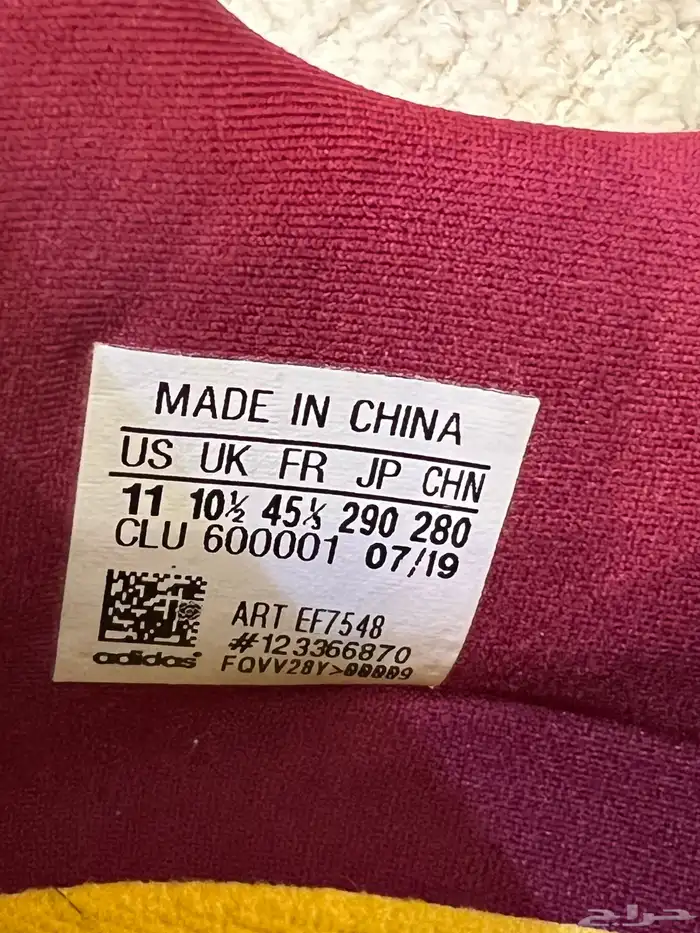 MADE IN CHINA
US UK FR JP CHN
11 10½ 45⅓ 290 280
CLU 600001 07/19
ART EF7548
#123366870
adidas
FQVV28Y>00009
حراج